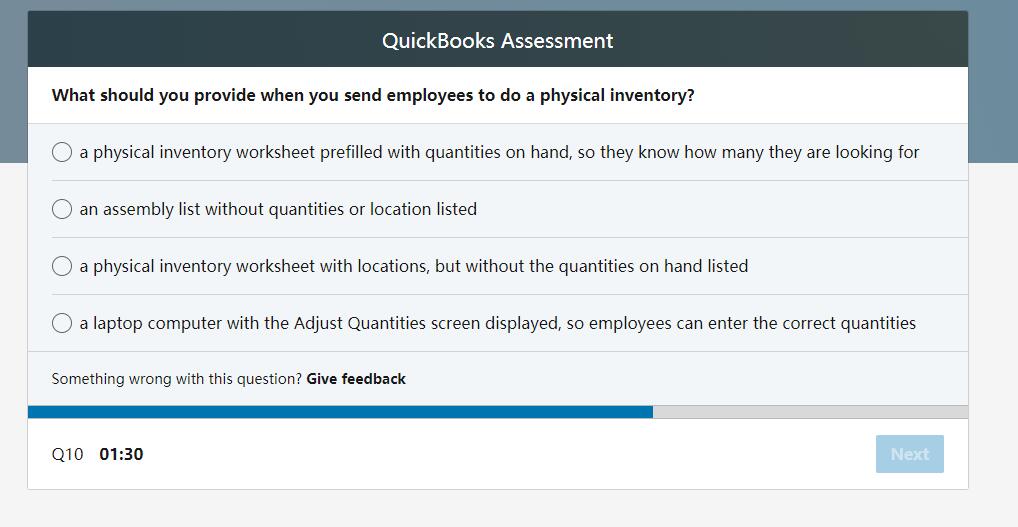 QuickBooks Assessment
What should you provide when you send employees to do a physical inventory?
a physical inventory worksheet prefilled with quantities on hand, so they know how many they are looking for
an assembly list without quantities or location listed
a physical inventory worksheet with locations, but without the quantities on hand listed
a laptop computer with the Adjust Quantities screen displayed, so employees can enter the correct quantities
Something wrong with this question? Give feedback
Q10 01:30 Next